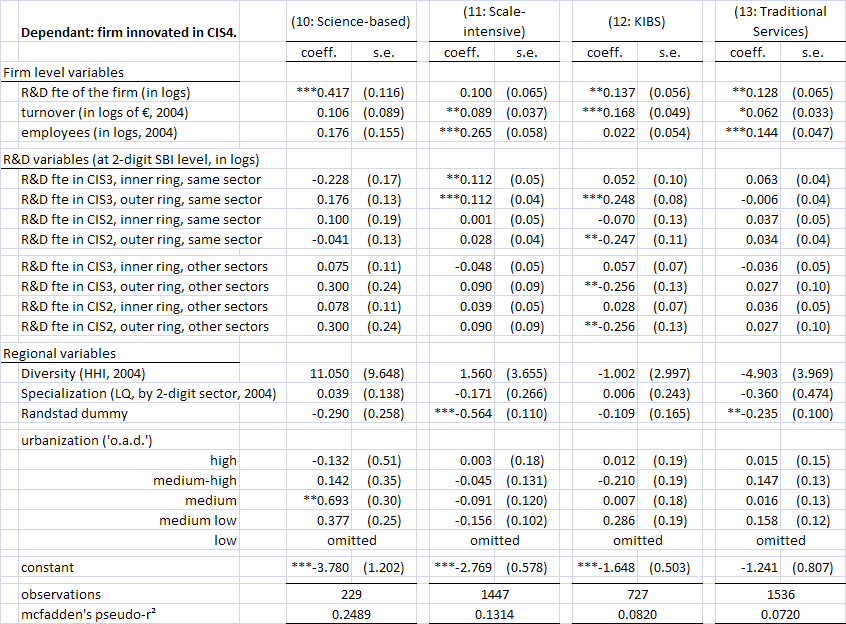 Dependant: firm innovated in CIS4. (10: Science-based) (11: Scale-intensive) (12: KIBS) (13: Traditional Services)
coeff. s.e. coeff. s.e. coeff. s.e. coeff. s.e.
Firm level variables
R&D fte of the firm (in logs) ***0.417 (0.116) 0.100 (0.065) **0.137 (0.056) **0.128 (0.065)
turnover (in logs of €, 2004) 0.106 (0.089) **0.089 (0.037) ***0.168 (0.049) *0.062 (0.033)
employees (in logs, 2004) 0.176 (0.155) ***0.265 (0.058) 0.022 (0.054) ***0.144 (0.047)
R&D variables (at 2-digit SBI level, in logs)
R&D fte in CIS3, inner ring, same sector -0.228 (0.17) **0.112 (0.05) 0.052 (0.10) 0.063 (0.04)
R&D fte in CIS3, outer ring, same sector 0.176 (0.13) ***0.112 (0.04) ***0.248 (0.08) -0.006 (0.04)
R&D fte in CIS2, inner ring, same sector 0.100 (0.19) 0.001 (0.05) -0.070 (0.13) 0.037 (0.05)
R&D fte in CIS2, outer ring, same sector -0.041 (0.13) 0.028 (0.04) **-0.247 (0.11) 0.034 (0.04)
R&D fte in CIS3, inner ring, other sectors 0.075 (0.11) -0.048 (0.05) 0.057 (0.07) -0.036 (0.05)
R&D fte in CIS3, outer ring, other sectors 0.300 (0.24) 0.090 (0.09) **-0.256 (0.13) 0.027 (0.10)
R&D fte in CIS2, inner ring, other sectors 0.078 (0.11) 0.039 (0.05) 0.028 (0.07) 0.036 (0.05)
R&D fte in CIS2, outer ring, other sectors 0.300 (0.24) 0.090 (0.09) **-0.256 (0.13) 0.027 (0.10)
Regional variables
Diversity (HHI, 2004) 11.050 (9.648) 1.560 (3.655) -1.002 (2.997) -4.903 (3.969)
Specialization (LQ, by 2-digit sector, 2004) 0.039 (0.138) -0.171 (0.266) 0.006 (0.243) -0.360 (0.474)
Randstad dummy -0.290 (0.258) ***-0.564 (0.110) -0.109 (0.165) **-0.235 (0.100)
urbanization ('o.a.d.')
high -0.132 (0.51) 0.003 (0.18) 0.012 (0.19) 0.015 (0.15)
medium-high 0.142 (0.35) -0.045 (0.131) -0.210 (0.19) 0.147 (0.13)
medium **0.693 (0.30) -0.091 (0.120) 0.007 (0.18) 0.016 (0.13)
medium low 0.377 (0.25) -0.156 (0.102) 0.286 (0.19) 0.158 (0.12)
low omitted omitted omitted omitted
constant ***-3.780 (1.202) ***-2.769 (0.578) ***-1.648 (0.503) -1.241 (0.807)
observations 229 1447 727 1536
mcfadden's pseudo-r² 0.2489 0.1314 0.0820 0.0720